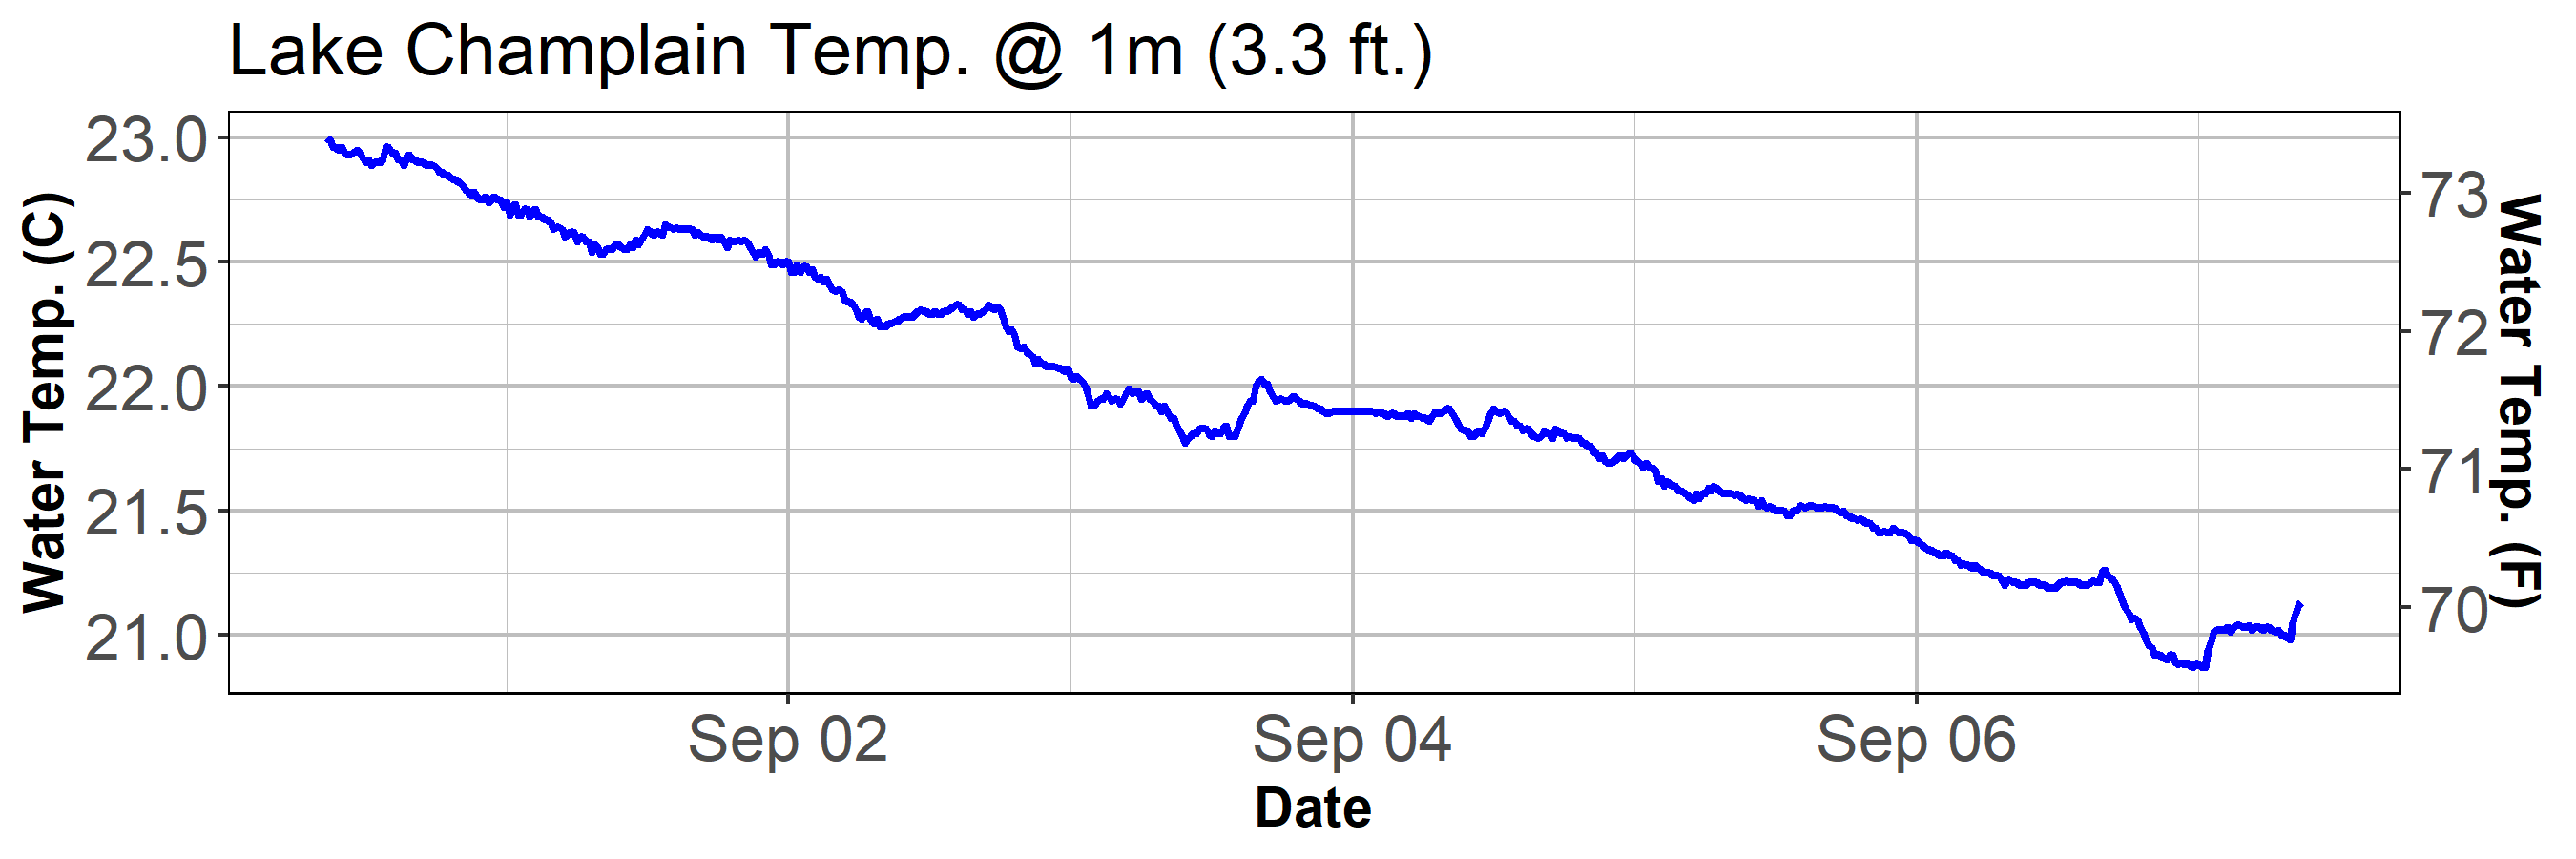 Lake Champlain Temp. @ 1m (3.3 ft.)
Water Temp. (C)
23.0
22.5
22.0
21.5
21.0
73
72
71
70
Water Temp. (F)
Sep 02
Sep 04
Sep 06
Date